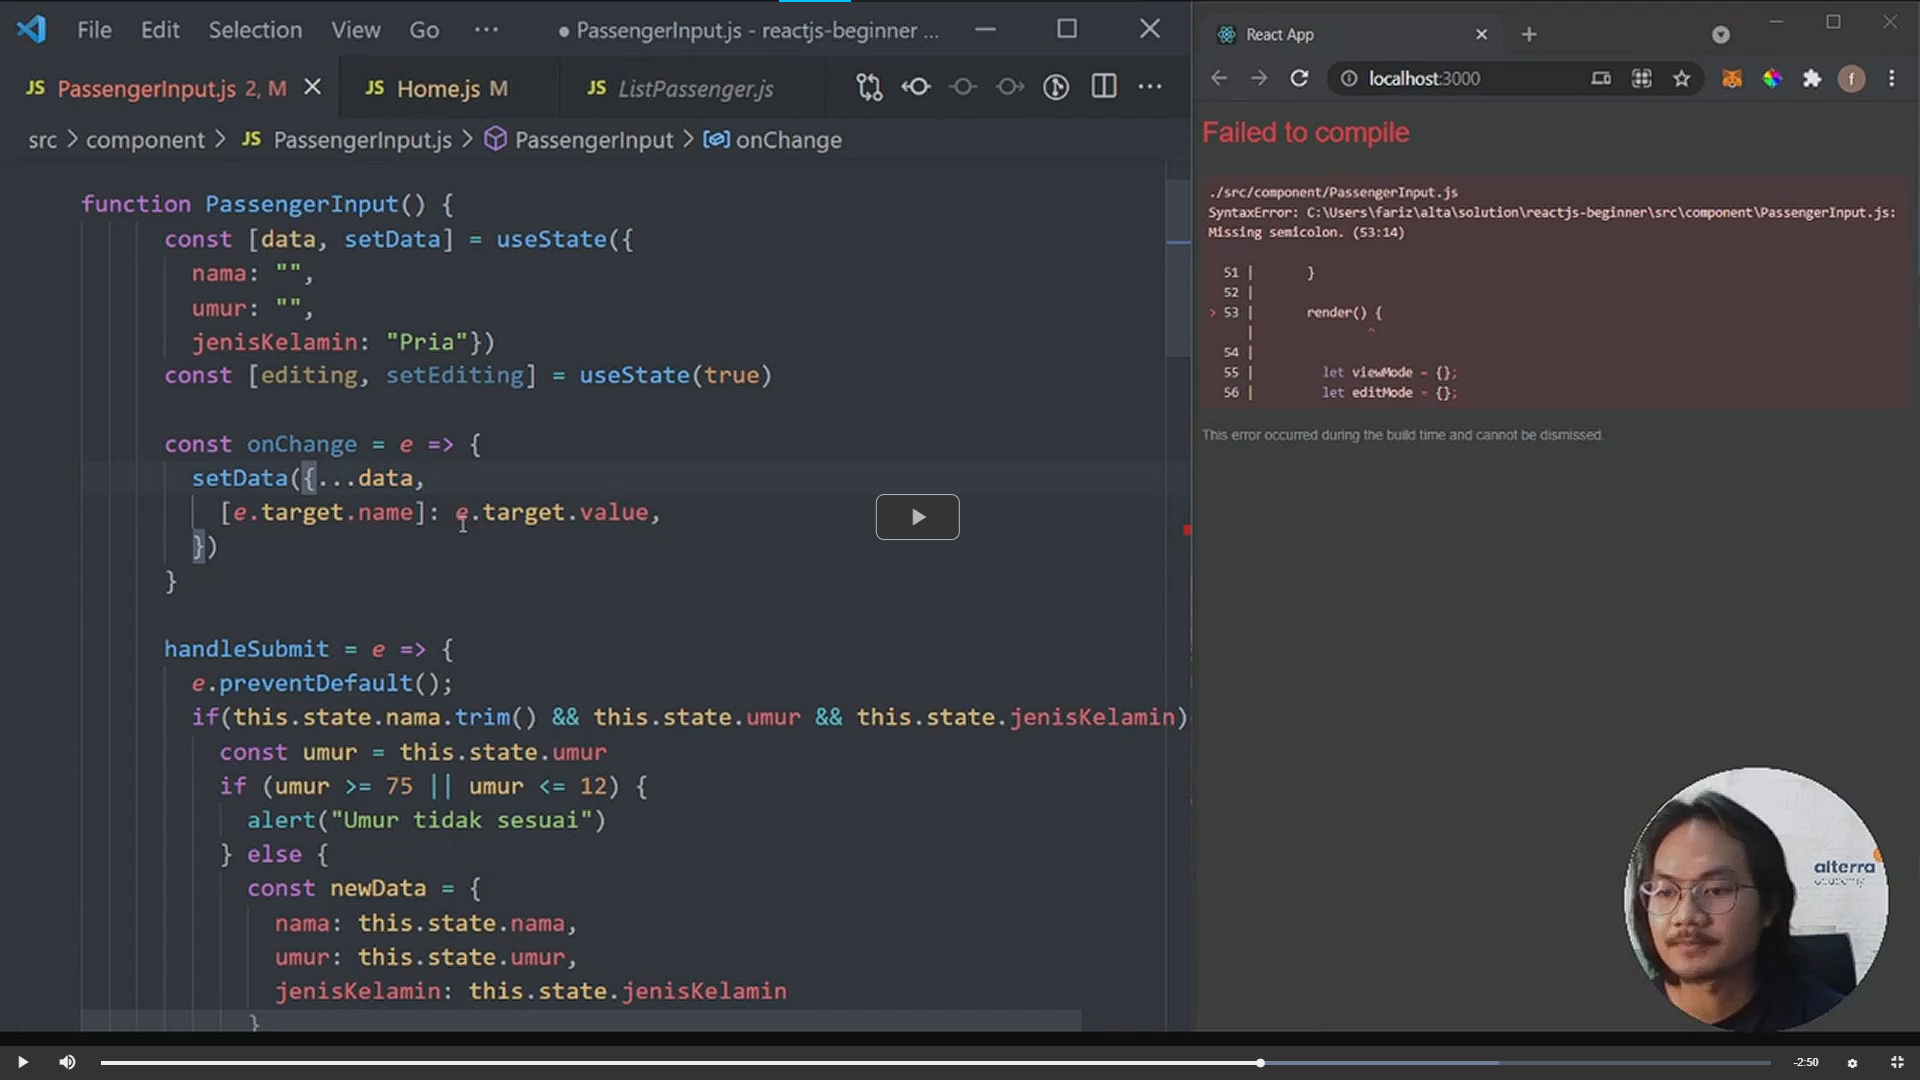 File Edit Selection View Go ··· ● PassengerInput.js - reactjs-beginner ...
JS PassengerInput.js 2, M JS Home.js M JS ListPassenger.js
src > component > JS PassengerInput.js > PassengerInput > onChange
function PassengerInput() {
const [data, setData] = useState({
nama: "",
umur: "",
jenisKelamin: "Pria"})
const [editing, setEditing] = useState(true)
const onChange = e => {
setData({...data,
[e.target.name]: e.target.value,
})
}
handleSubmit = e => {
e.preventDefault();
if(this.state.nama.trim() && this.state.umur && this.state.jenisKelamin)
const umur = this.state.umur
if (umur >= 75 || umur <= 12) {
alert("Umur tidak sesuai")
} else {
const newData = {
nama: this.state.nama,
umur: this.state.umur,
jenisKelamin: this.state.jenisKelamin
}
React App
localhost:3000
f
Failed to compile
./src/component/PassengerInput.js
SyntaxError: C:\Users\fariz\alta\solution\reactjs-beginner\src\component\PassengerInput.js:
Missing semicolon. (53:14)
51 | }
52 |
> 53 | render() {
| ^
54 |
55 | let viewMode = {};
56 | let editMode = {};
This error occurred during the build time and cannot be dismissed.
alterra
academy
-2:50